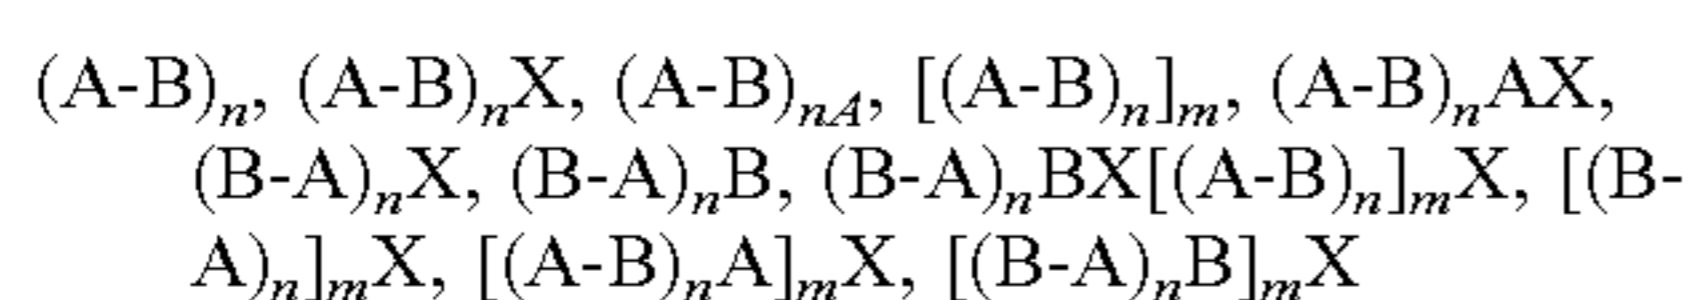 (A-B)ₙ, (A-B)ₙX, (A-B)_{nA}, [(A-B)ₙ]ₘ, (A-B)ₙAX,
(B-A)ₙX, (B-A)ₙB, (B-A)ₙBX[(A-B)ₙ]ₘX, [(B-
A)ₙ]ₘX, [(A-B)ₙA]ₘX, [(B-A)ₙB]ₘX